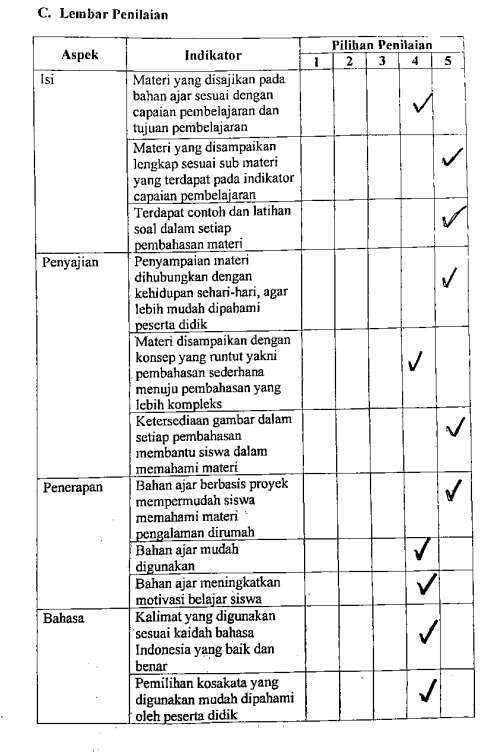 C. Lembar Penilaian
Aspek Indikator Pilihan Penilaian
1 2 3 4 5
Isi Materi yang disajikan pada
bahan ajar sesuai dengan
capaian pembelajaran dan
tujuan pembelajaran ✓
Materi yang disampaikan
lengkap sesuai sub materi
yang terdapat pada indikator
capaian pembelajaran ✓
Terdapat contoh dan latihan
soal dalam setiap
pembahasan materi ✓
Penyajian Penyampaian materi
dihubungkan dengan
kehidupan sehari-hari, agar
lebih mudah dipahami
peserta didik ✓
Materi disampaikan dengan
konsep yang runtut yakni
pembahasan sederhana
menuju pembahasan yang
lebih kompleks ✓
Ketersediaan gambar dalam
setiap pembahasan
membantu siswa dalam
memahami materi ✓
Penerapan Bahan ajar berbasis proyek
mempermudah siswa
memahami materi
pengalaman dirumah ✓
Bahan ajar mudah
digunakan ✓
Bahan ajar meningkatkan
motivasi belajar siswa ✓
Bahasa Kalimat yang digunakan
sesuai kaidah bahasa
Indonesia yang baik dan
benar ✓
Pemilihan kosakata yang
digunakan mudah dipahami
oleh peserta didik ✓